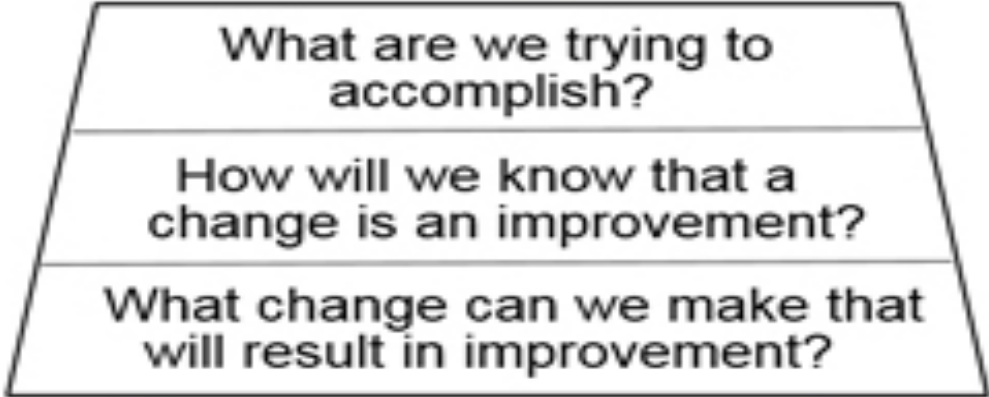 What are we trying to
accomplish?
How will we know that a
change is an improvement?
What change can we make that
will result in improvement?